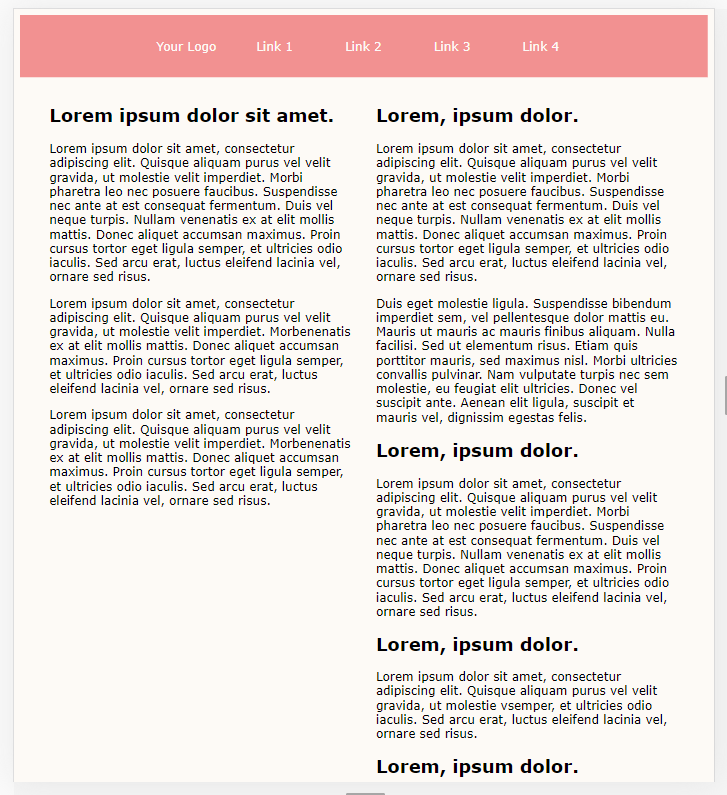 Your Logo Link 1 Link 2 Link 3 Link 4
Lorem ipsum dolor sit amet.
Lorem ipsum dolor sit amet, consectetur
adipiscing elit. Quisque aliquam purus vel velit
gravida, ut molestie velit imperdiet. Morbi
pharetra leo nec posuere faucibus. Suspendisse
nec ante at est consequat fermentum. Duis vel
neque turpis. Nullam venenatis ex at elit mollis
mattis. Donec aliquet accumsan maximus. Proin
cursus tortor eget ligula semper, et ultricies odio
iaculis. Sed arcu erat, luctus eleifend lacinia vel,
ornare sed risus.
Lorem ipsum dolor sit amet, consectetur
adipiscing elit. Quisque aliquam purus vel velit
gravida, ut molestie velit imperdiet. Morbenenatis
ex at elit mollis mattis. Donec aliquet accumsan
maximus. Proin cursus tortor eget ligula semper,
et ultricies odio iaculis. Sed arcu erat, luctus
eleifend lacinia vel, ornare sed risus.
Lorem ipsum dolor sit amet, consectetur
adipiscing elit. Quisque aliquam purus vel velit
gravida, ut molestie velit imperdiet. Morbenenatis
ex at elit mollis mattis. Donec aliquet accumsan
maximus. Proin cursus tortor eget ligula semper,
et ultricies odio iaculis. Sed arcu erat, luctus
eleifend lacinia vel, ornare sed risus.
Lorem, ipsum dolor.
Lorem ipsum dolor sit amet, consectetur
adipiscing elit. Quisque aliquam purus vel velit
gravida, ut molestie velit imperdiet. Morbi
pharetra leo nec posuere faucibus. Suspendisse
nec ante at est consequat fermentum. Duis vel
neque turpis. Nullam venenatis ex at elit mollis
mattis. Donec aliquet accumsan maximus. Proin
cursus tortor eget ligula semper, et ultricies odio
iaculis. Sed arcu erat, luctus eleifend lacinia vel,
ornare sed risus.
Duis eget molestie ligula. Suspendisse bibendum
imperdiet sem, vel pellentesque dolor mattis eu.
Mauris ut mauris ac mauris finibus aliquam. Nulla
facilisi. Sed ut elementum risus. Etiam quis
porttitor mauris, sed maximus nisl. Morbi ultricies
convallis pulvinar. Nam vulputate turpis nec sem
molestie, eu feugiat elit ultricies. Donec vel
suscipit ante. Aenean elit ligula, suscipit et
mauris vel, dignissim egestas felis.
Lorem, ipsum dolor.
Lorem ipsum dolor sit amet, consectetur
adipiscing elit. Quisque aliquam purus vel velit
gravida, ut molestie velit imperdiet. Morbi
pharetra leo nec posuere faucibus. Suspendisse
nec ante at est consequat fermentum. Duis vel
neque turpis. Nullam venenatis ex at elit mollis
mattis. Donec aliquet accumsan maximus. Proin
cursus tortor eget ligula semper, et ultricies odio
iaculis. Sed arcu erat, luctus eleifend lacinia vel,
ornare sed risus.
Lorem, ipsum dolor.
Lorem ipsum dolor sit amet, consectetur
adipiscing elit. Quisque aliquam purus vel velit
gravida, ut molestie vsemper, et ultricies odio
iaculis. Sed arcu erat, luctus eleifend lacinia vel,
ornare sed risus.
Lorem, ipsum dolor.